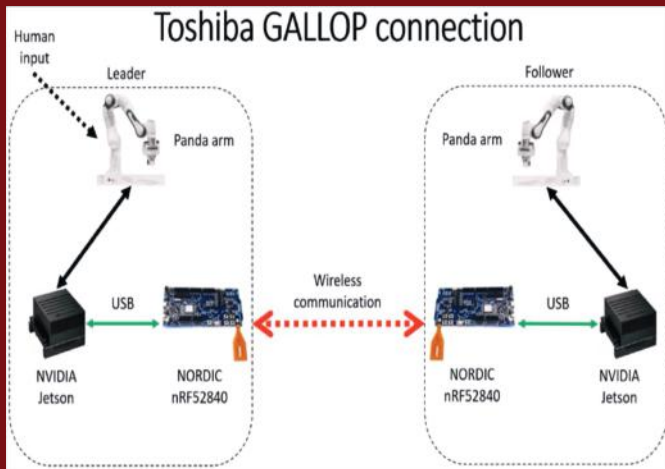 Toshiba GALLOP connection
Human
input
Leader
Follower
Panda arm
Panda arm
Wireless
communication
USB
USB
NVIDIA
Jetson
NORDIC
nRF52840
NORDIC
nRF52840
NVIDIA
Jetson